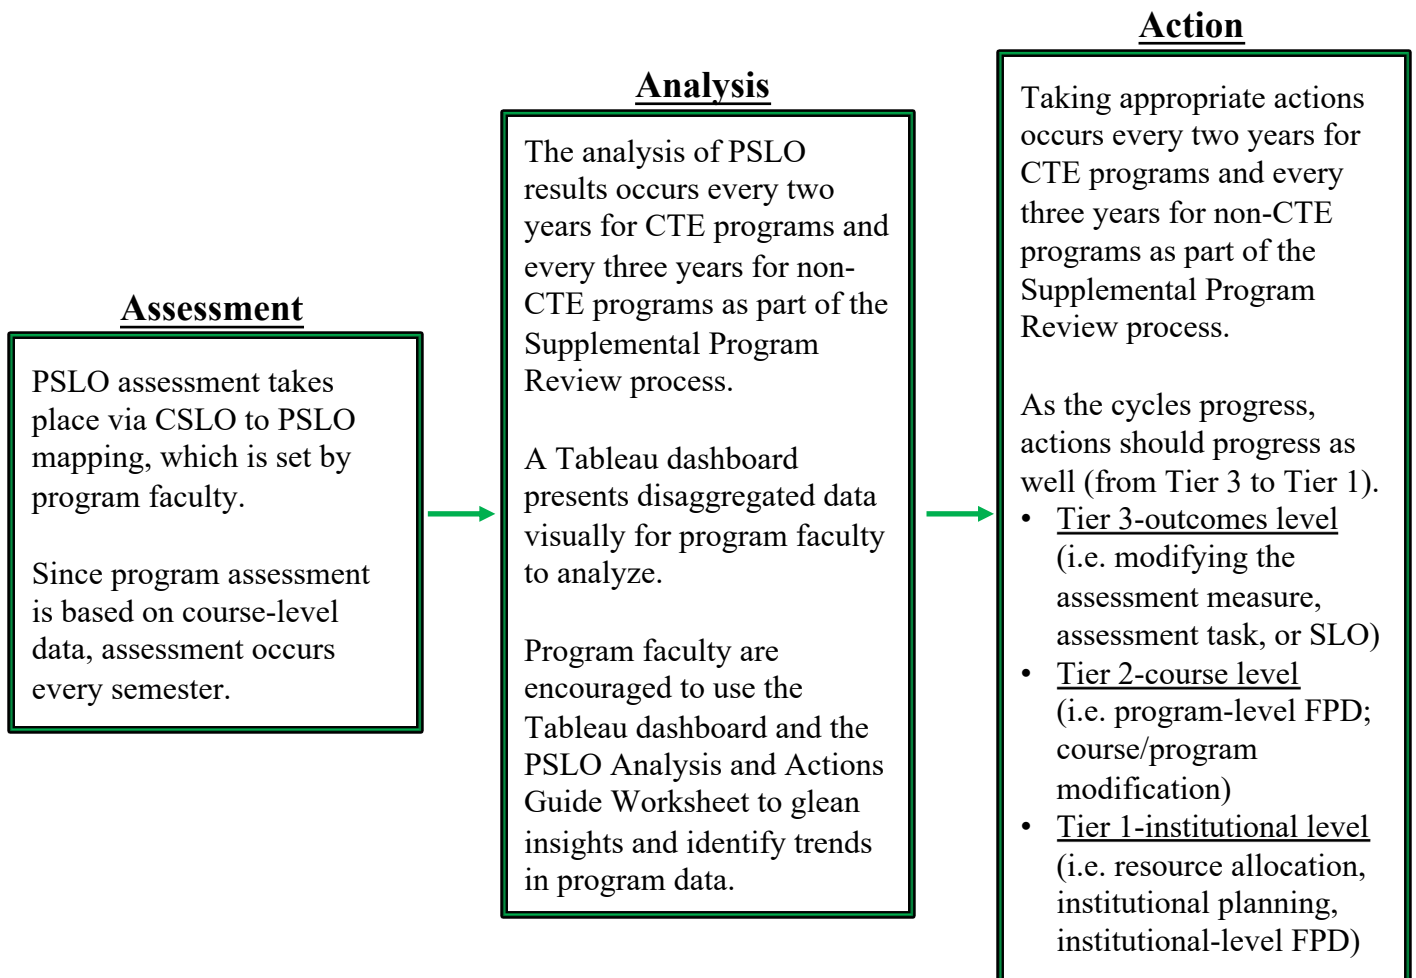 Assessment
PSLO assessment takes
place via CSLO to PSLO
mapping, which is set by
program faculty.
Since program assessment
is based on course-level
data, assessment occurs
every semester.
Analysis
The analysis of PSLO
results occurs every two
years for CTE programs and
every three years for non-
CTE programs as part of the
Supplemental Program
Review process.
A Tableau dashboard
presents disaggregated data
visually for program faculty
to analyze.
Program faculty are
encouraged to use the
Tableau dashboard and the
PSLO Analysis and Actions
Guide Worksheet to glean
insights and identify trends
in program data.
Action
Taking appropriate actions
occurs every two years for
CTE programs and every
three years for non-CTE
programs as part of the
Supplemental Program
Review process.
As the cycles progress,
actions should progress as
well (from Tier 3 to Tier 1).
• Tier 3-outcomes level
(i.e. modifying the
assessment measure,
assessment task, or SLO)
• Tier 2-course level
(i.e. program-level FPD;
course/program
modification)
• Tier 1-institutional level
(i.e. resource allocation,
institutional planning,
institutional-level FPD)